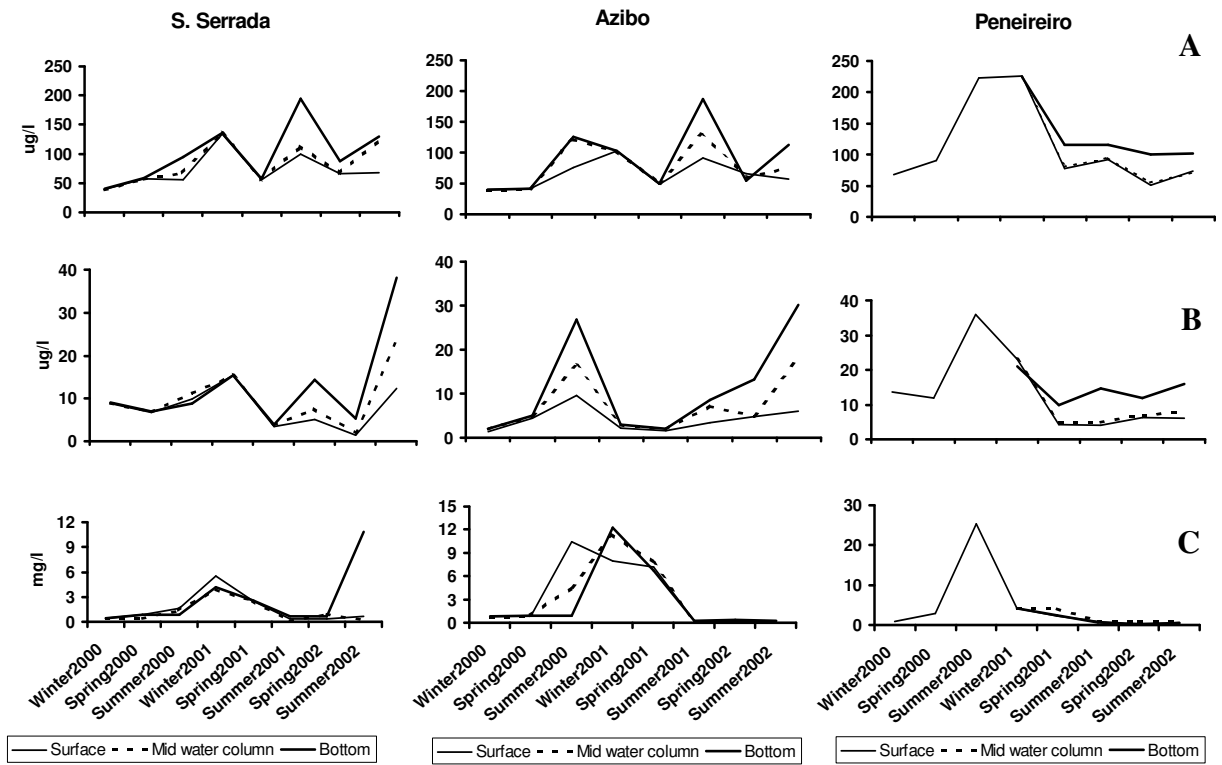 S. Serrada
Azibo
Peneireiro
A
250
200
150
100
50
0
ug/l
250
200
150
100
50
0
250
200
150
100
50
0
B
40
30
20
10
0
ug/l
40
30
20
10
0
40
30
20
10
0
C
12
9
6
3
0
mg/l
15
12
9
6
3
0
30
20
10
0
Winter2000
Spring2000
Summer2000
Winter2001
Spring2001
Summer2001
Spring2002
Summer2002
Winter2000
Spring2000
Summer2000
Winter2001
Spring2001
Summer2001
Spring2002
Summer2002
Winter2000
Spring2000
Summer2000
Winter2001
Spring2001
Summer2001
Spring2002
Summer2002
Surface Mid water column Bottom
Surface Mid water column Bottom
Surface Mid water column Bottom